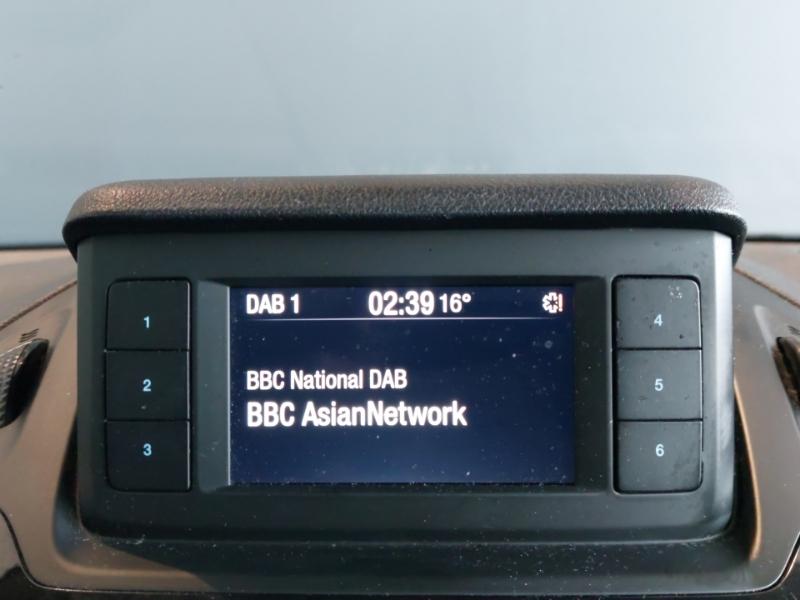 DAB 1 02:39 16°
BBC National DAB
BBC AsianNetwork
1
2
3
4
5
6